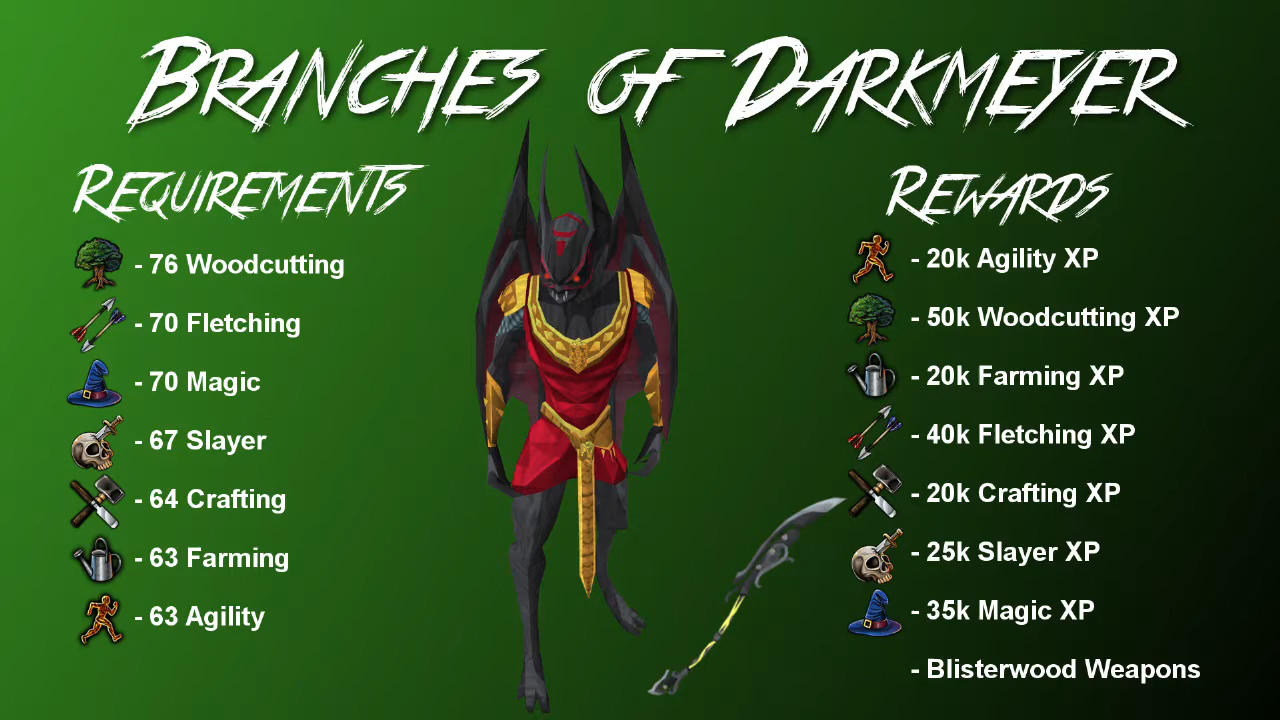 Branches of Darkmeyer
Requirements
- 76 Woodcutting
- 70 Fletching
- 70 Magic
- 67 Slayer
- 64 Crafting
- 63 Farming
- 63 Agility
Rewards
- 20k Agility XP
- 50k Woodcutting XP
- 20k Farming XP
- 40k Fletching XP
- 20k Crafting XP
- 25k Slayer XP
- 35k Magic XP
- Blisterwood Weapons